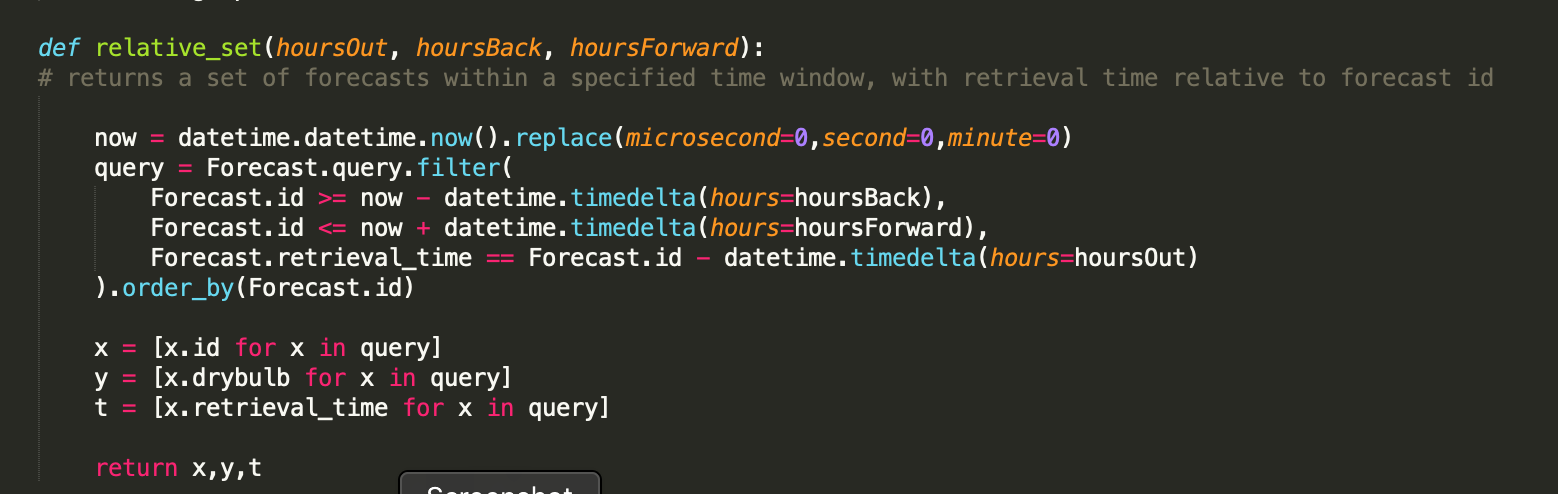 def relative_set(hoursOut, hoursBack, hoursForward):
# returns a set of forecasts within a specified time window, with retrieval time relative to forecast id
    now = datetime.datetime.now().replace(microsecond=0,second=0,minute=0)
    query = Forecast.query.filter(
        Forecast.id >= now - datetime.timedelta(hours=hoursBack),
        Forecast.id <= now + datetime.timedelta(hours=hoursForward),
        Forecast.retrieval_time == Forecast.id - datetime.timedelta(hours=hoursOut)
    ).order_by(Forecast.id)
    x = [x.id for x in query]
    y = [x.drybulb for x in query]
    t = [x.retrieval_time for x in query]
    return x,y,t
Screenshot